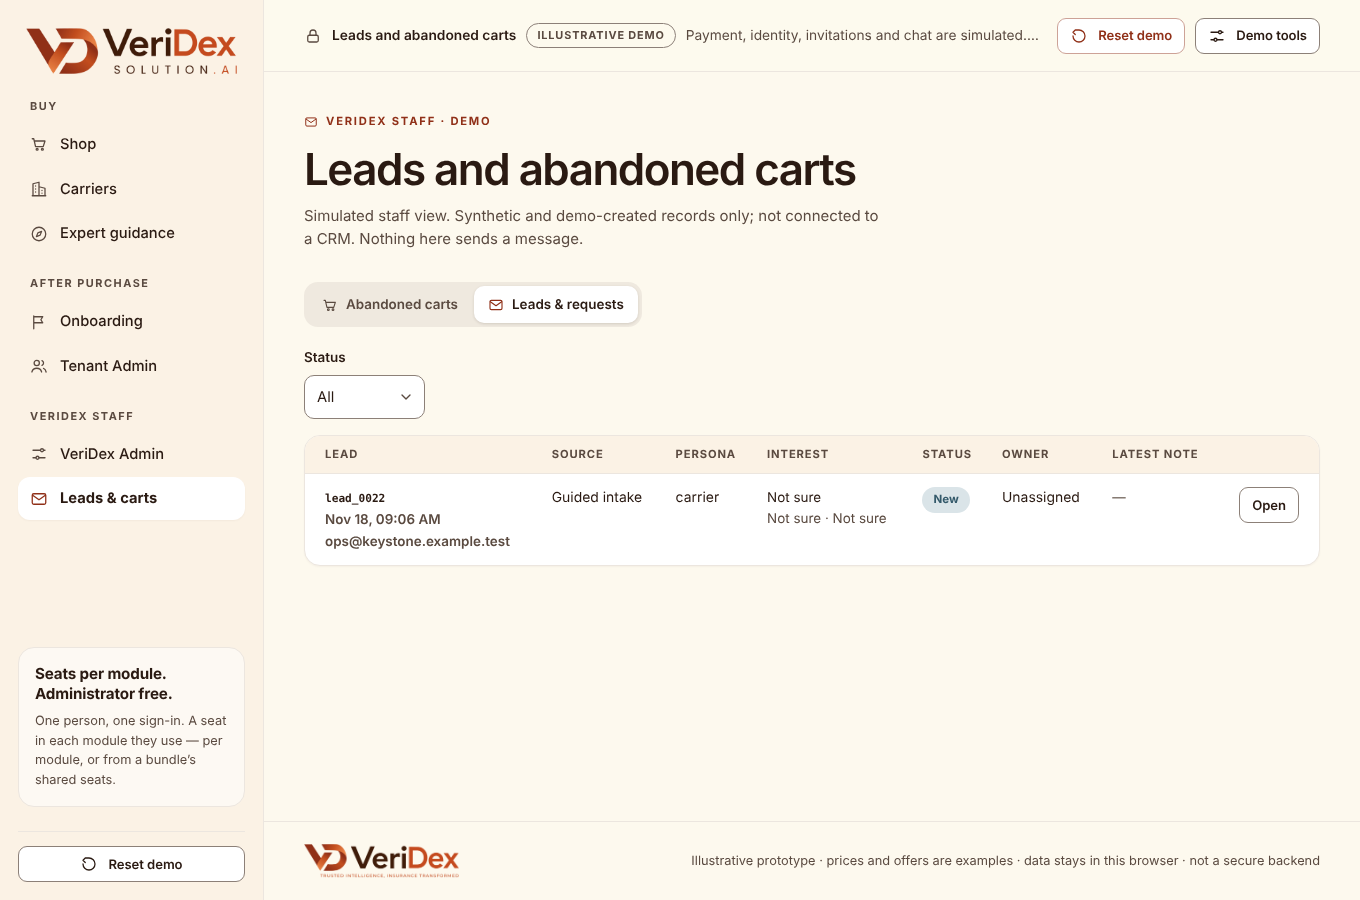 VeriDex
SOLUTION.AI
BUY
Shop
Carriers
Expert guidance
AFTER PURCHASE
Onboarding
Tenant Admin
VERIDEX STAFF
VeriDex Admin
Leads & carts
Seats per module.
Administrator free.
One person, one sign-in. A seat
in each module they use — per
module, or from a bundle’s
shared seats.
Reset demo
Leads and abandoned carts ILLUSTRATIVE DEMO Payment, identity, invitations and chat are simulated.... Reset demo Demo tools
VERIDEX STAFF · DEMO
Leads and abandoned carts
Simulated staff view. Synthetic and demo-created records only; not connected to
a CRM. Nothing here sends a message.
Abandoned carts Leads & requests
Status
All
LEAD SOURCE PERSONA INTEREST STATUS OWNER LATEST NOTE
lead_0022 Guided intake carrier Not sure New Unassigned — Open
Nov 18, 09:06 AM Not sure · Not sure
ops@keystone.example.test
VeriDex
TRUSTED INTELLIGENCE, INSURANCE TRANSFORMED
Illustrative prototype · prices and offers are examples · data stays in this browser · not a secure backend